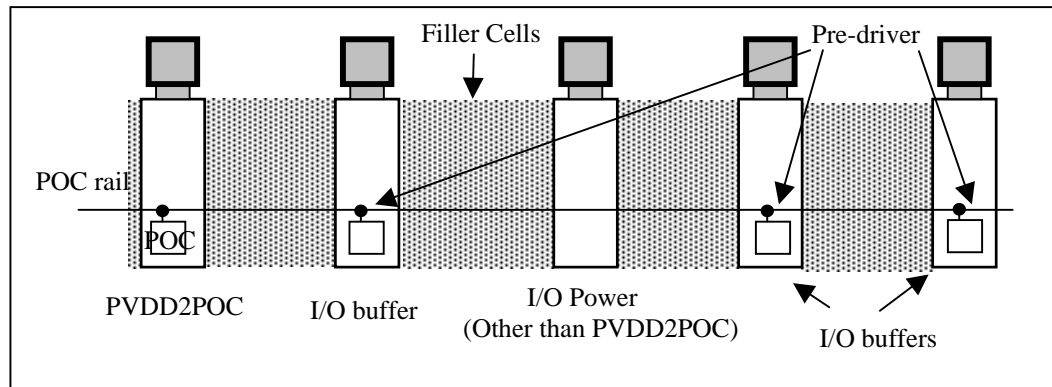 Filler Cells
Pre-driver
POC rail
POC
PVDD2POC
I/O buffer
I/O Power
(Other than PVDD2POC)
I/O buffers